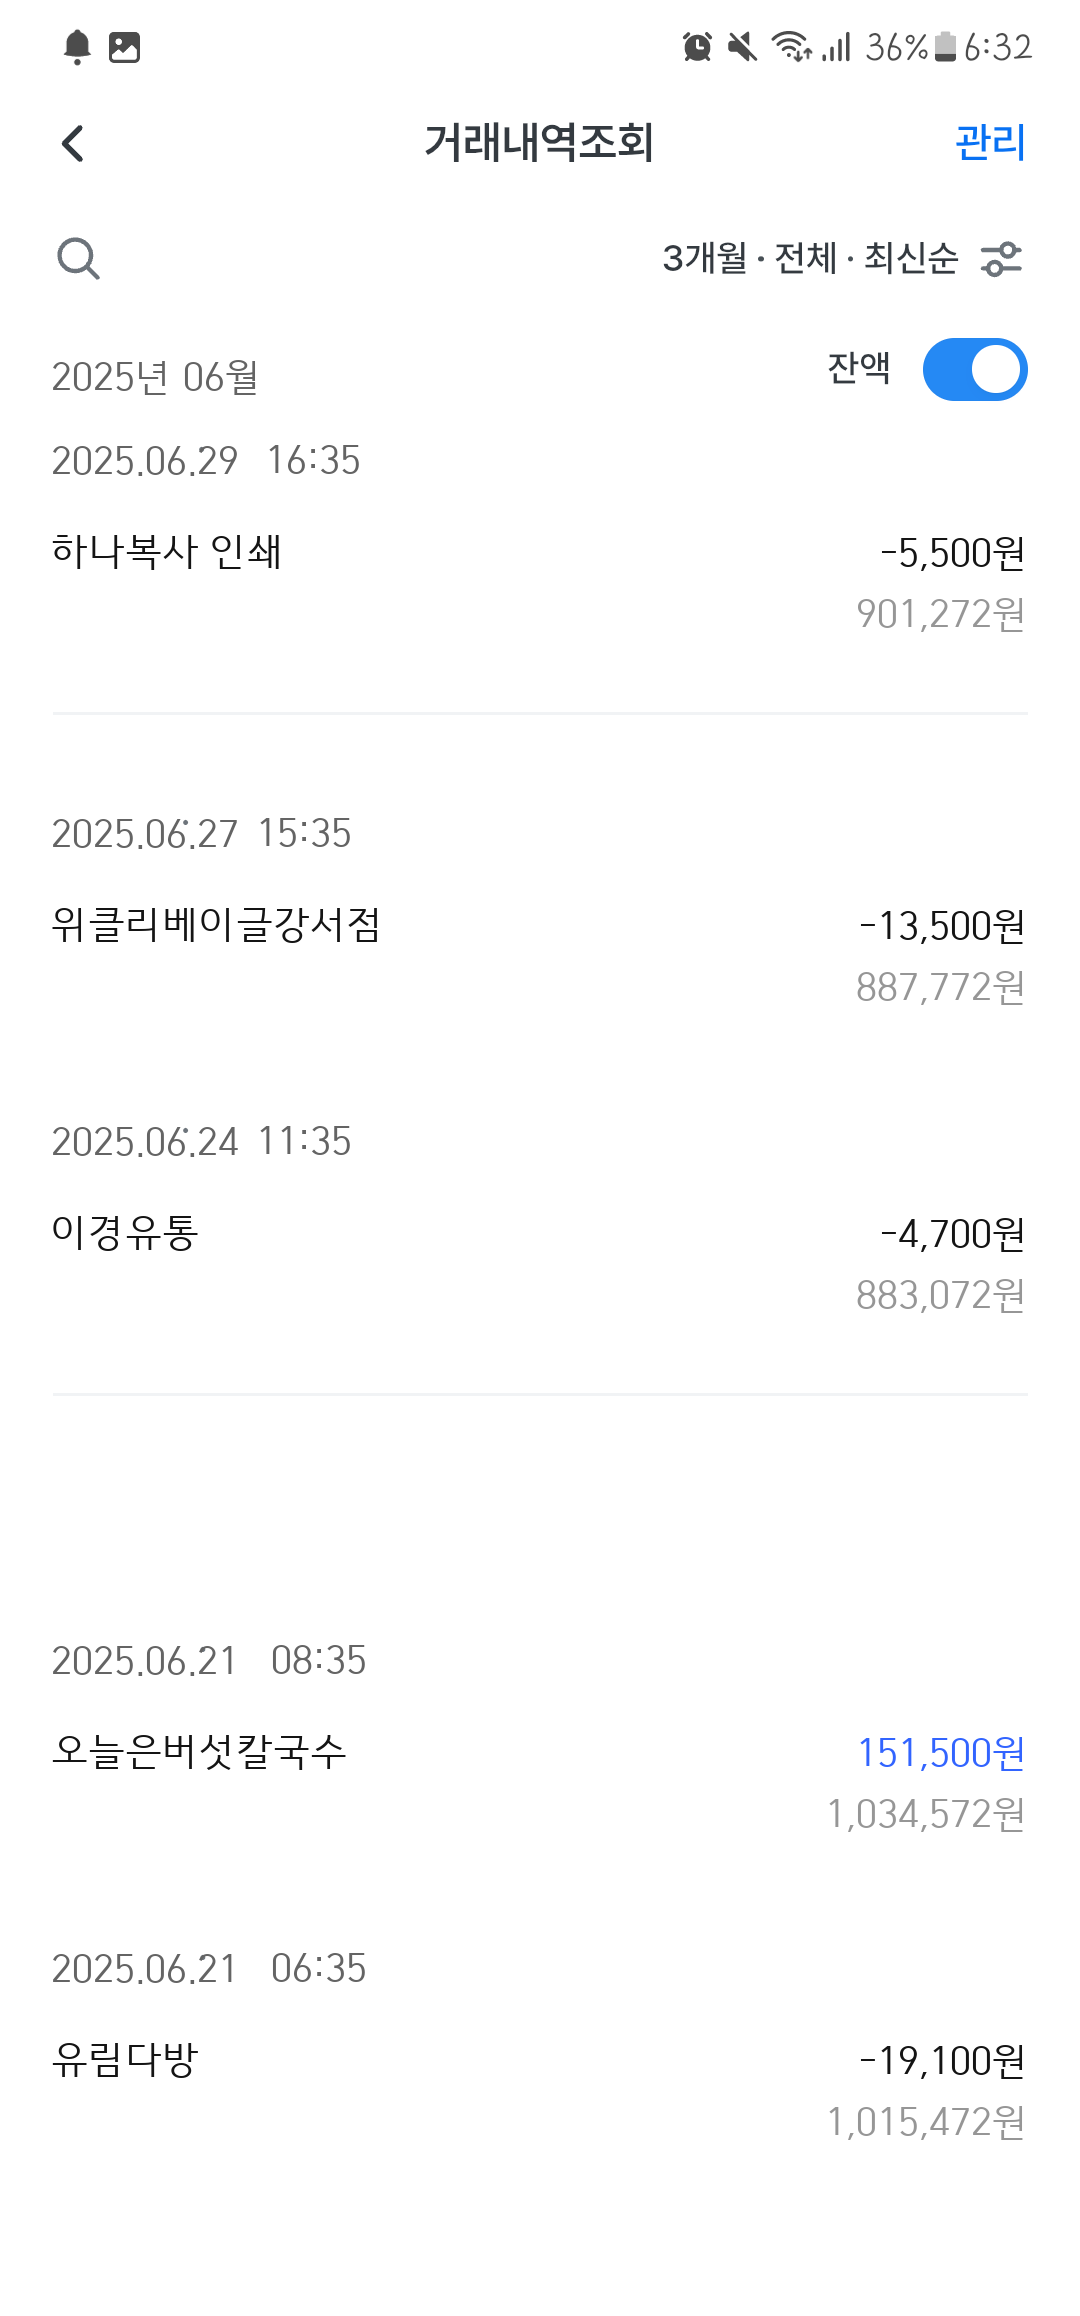 36% 6:32
거래내역조회
관리
3개월 · 전체 · 최신순
잔액
2025년 06월
2025.06.29 16:35
하나복사 인쇄
-5,500원
901,272원
2025.06.27 15:35
위클리베이글강서점
-13,500원
887,772원
2025.06.24 11:35
이경유통
-4,700원
883,072원
2025.06.21 08:35
오늘은버섯칼국수
151,500원
1,034,572원
2025.06.21 06:35
유림다방
-19,100원
1,015,472원